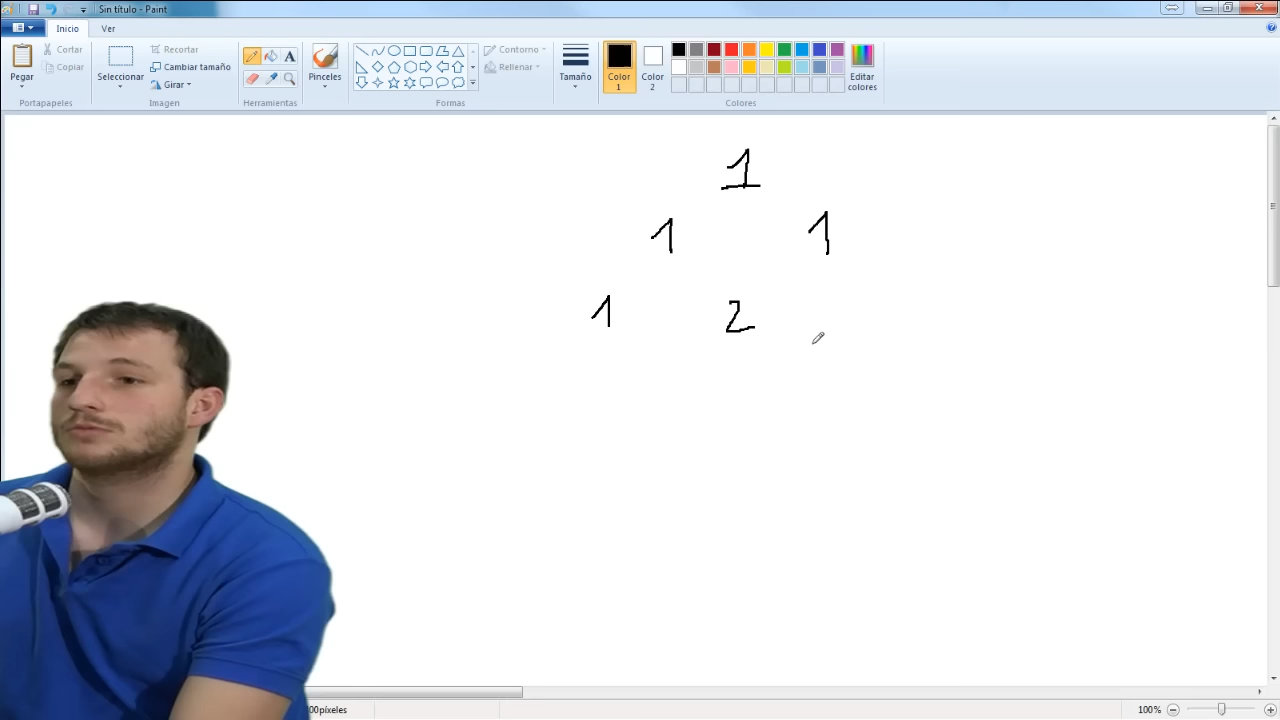 Sin título - Paint
Inicio Ver
Pegar
Cortar
Copiar
Portapapeles
Seleccionar
Recortar
Cambiar tamaño
Girar
Imagen
A
Herramientas
Pinceles
Contorno
Rellenar
Formas
Tamaño
Color 1
Color 2
Editar colores
Colores
1
1 1
1 2
00píxeles
100%